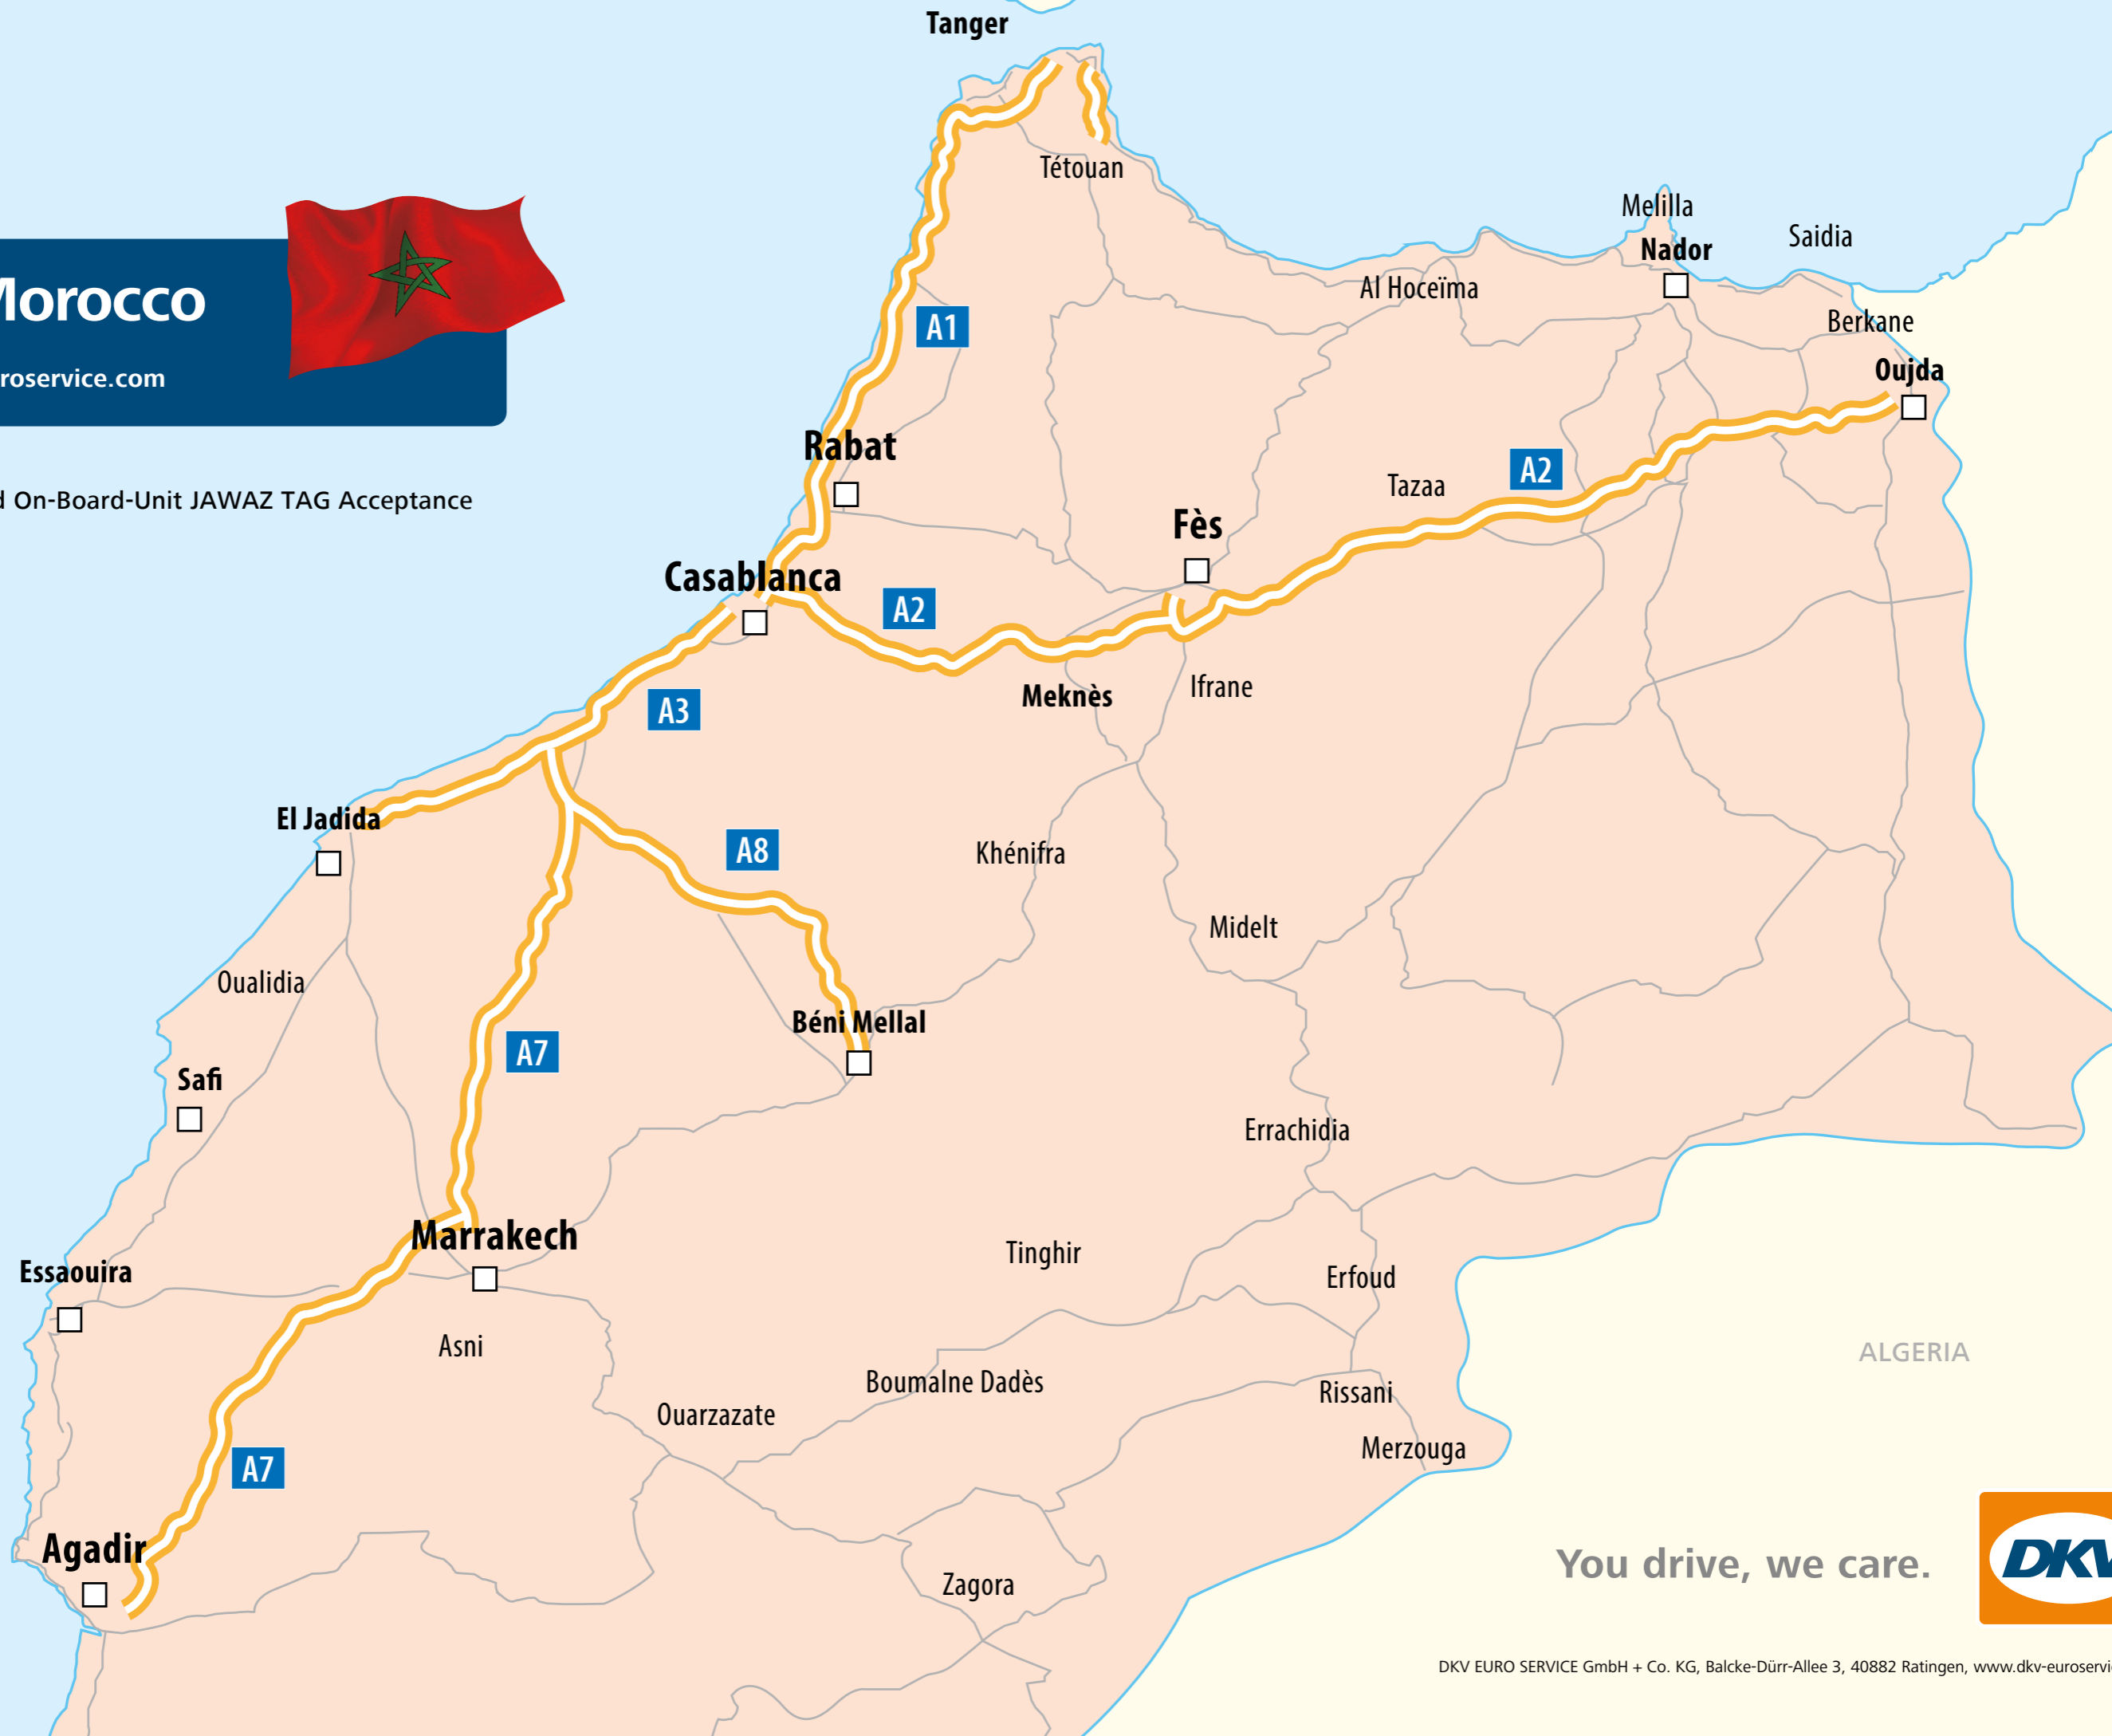 Tanger
Tétouan
Melilla
Nador
Saidia
Al Hoceïma
Berkane
Oujda
Morocco
roservice.com
A1
Rabat
On-Board-Unit JAWAZ TAG Acceptance
Tazaa
A2
Fès
Casablanca
A2
Meknès
Ifrane
A3
El Jadida
A8
Khénifra
Midelt
Oualidia
Béni Mellal
A7
Safi
Errachidia
Marrakech
Tinghir
Essaouira
Erfoud
Asni
ALGERIA
Boumalne Dadès
Rissani
Ouarzazate
Merzouga
A7
Agadir
You drive, we care.
DKV
Zagora
DKV EURO SERVICE GmbH + Co. KG, Balcke-Dürr-Allee 3, 40882 Ratingen, www.dkv-euroservi